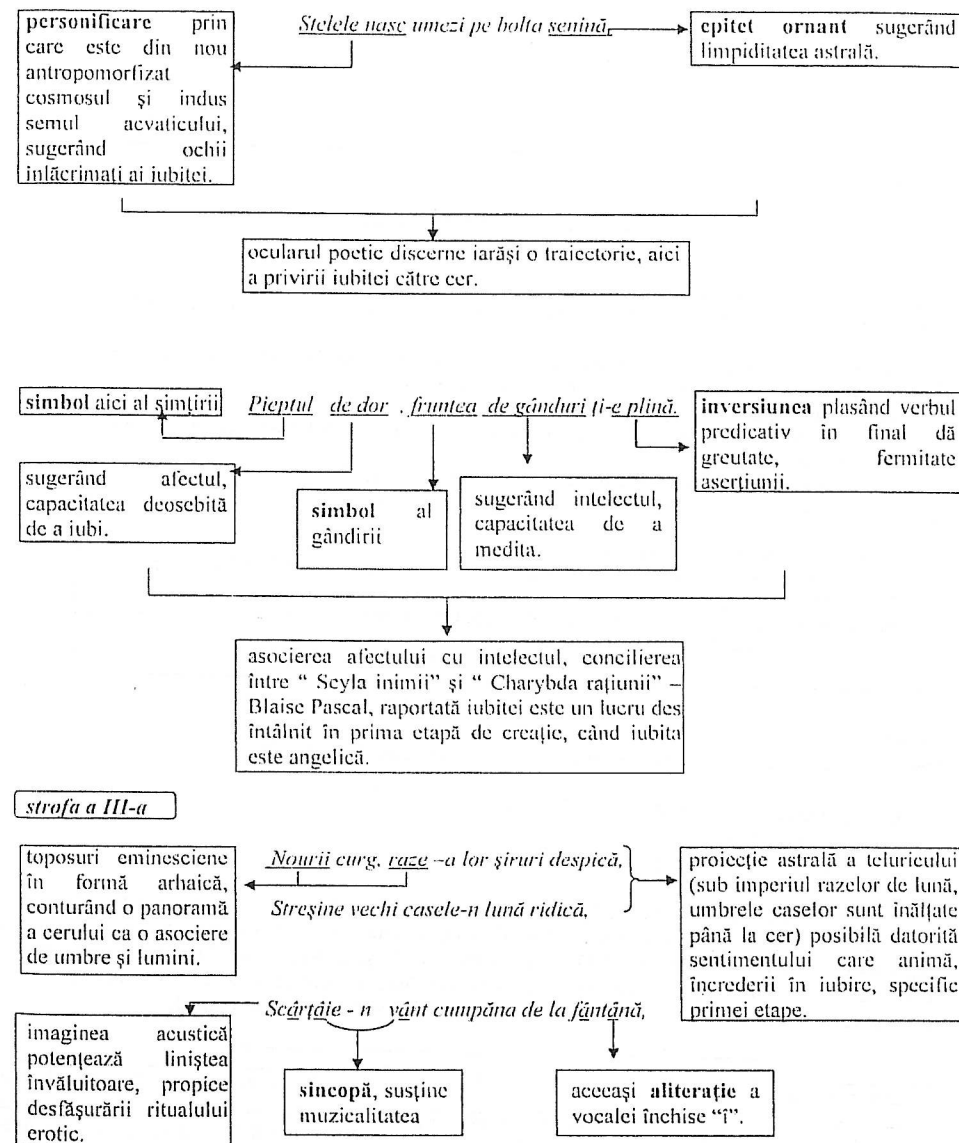 personificare prin
care este din nou
antropomorfizat
cosmosul și indus
semul acvaticului,
sugerând ochii
înlăcrimați ai iubitei.
Stelele nasc umezi pe bolta senină,
epitet ornant sugerând
limpiditatea astrală.
ocularul poetic discerne iarăși o traiectorie, aici
a privirii iubitei către cer.
simbol aici al simțirii
Pieptul de dor , fruntea de gânduri ți-e plină.
inversiunea plasând verbul
predicativ în final dă
greutate, fermitate
aserțiunii.
sugerând afectul,
capacitatea deosebită
de a iubi.
simbol al
gândirii
sugerând intelectul,
capacitatea de a
medita.
asocierea afectului cu intelectul, concilierea
între “ Scyla inimii” și “ Charybda rațiunii” –
Blaise Pascal, raportată iubitei este un lucru des
întâlnit în prima etapă de creație, când iubita
este angelică.
strofa a III-a
toposuri eminesciene
în formă arhaică,
conturând o panoramă
a cerului ca o asociere
de umbre și lumini.
Nourii curg, raze –a lor șiruri despică,
Streșine vechi casele-n lună ridică,
proiecție astrală a teluricului
(sub imperiul razelor de lună,
umbrele caselor sunt înălțate
până la cer) posibilă datorită
sentimentului care animă,
încrederii în iubire, specific
primei etape.
Scârțâie - n vânt cumpăna de la fântână,
imaginea acustică
potențează liniștea
învăluitoare, propice
desfășurării ritualului
erotic.
sincopă, susține
muzicalitatea
aceeași aliterație a
vocalei închise “î”.